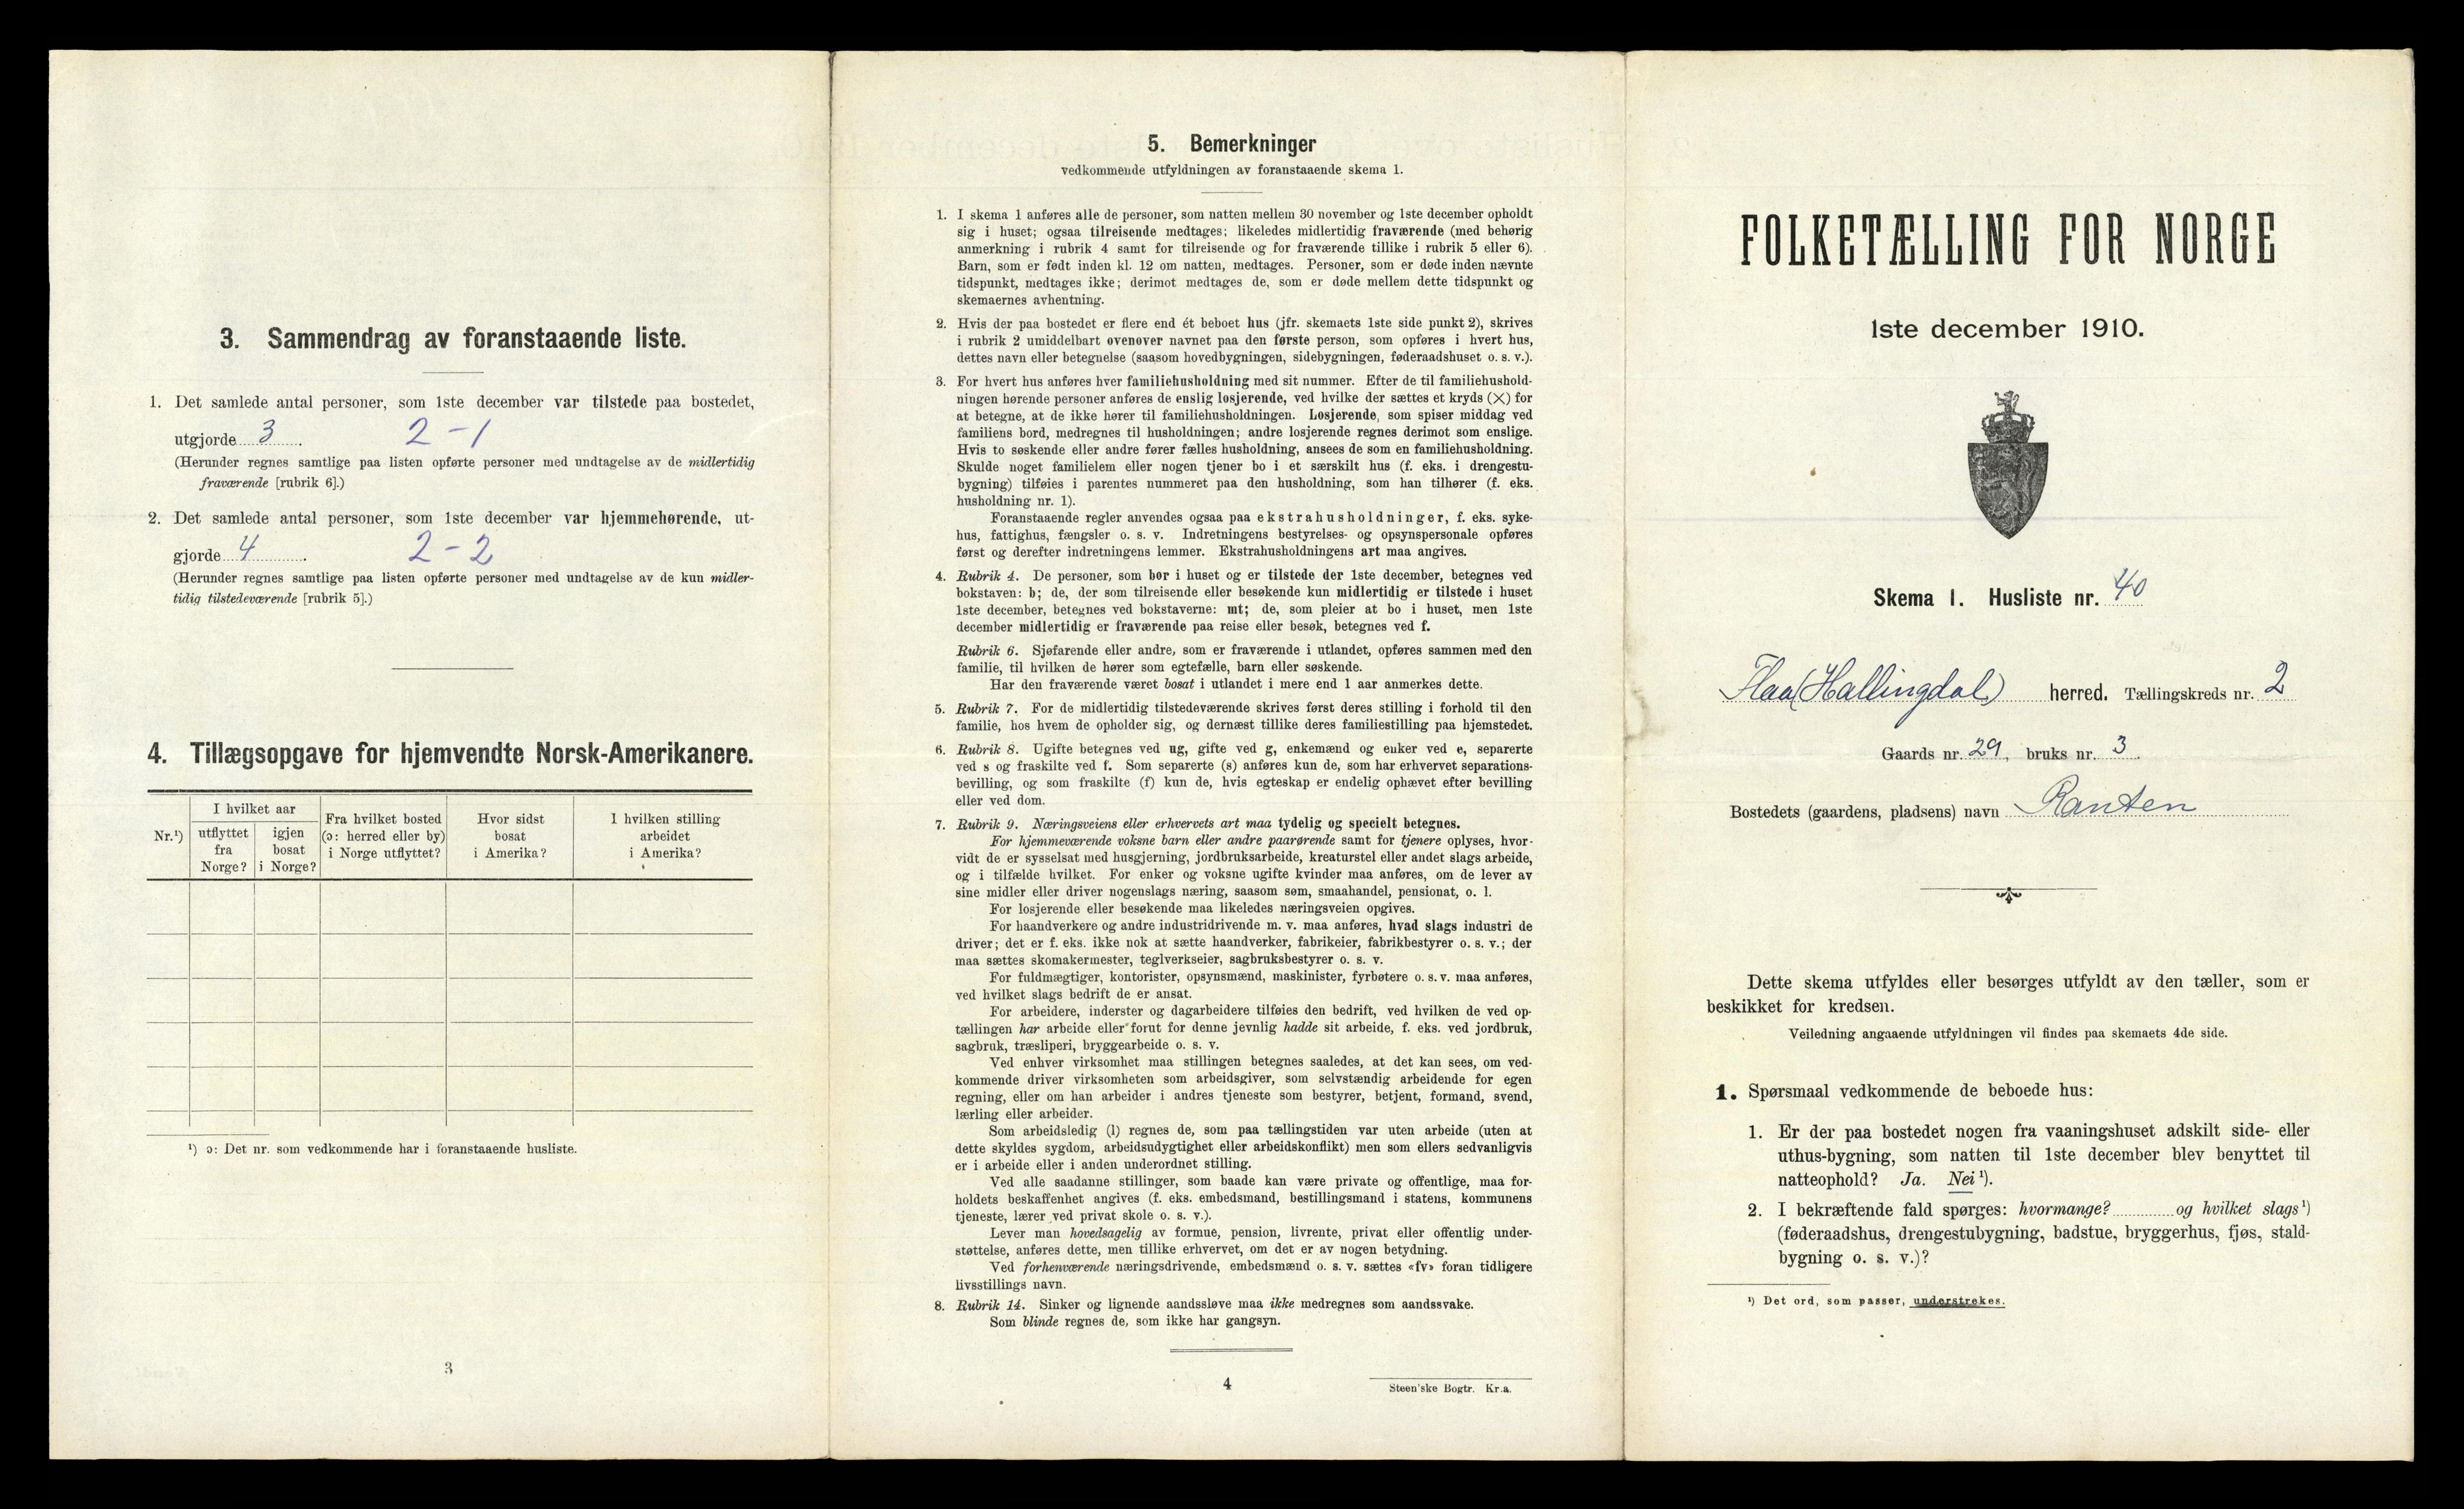 3. Sammendrag av foranstaaende liste.
1. Det samlede antal personer, som 1ste december var tilstede paa bostedet,
utgjorde 3. 2-1
(Herunder regnes samtlige paa listen opførte personer med undtagelse av de midlertidig
fraværende [rubrik 6].)
2. Det samlede antal personer, som 1ste december var hjemmehørende, ut-
gjorde 4. 2-2
(Herunder regnes samtlige paa listen opførte personer med undtagelse av de kun midler-
tidig tilstedeværende [rubrik 5].)
4. Tillægsopgave for hjemvendte Norsk-Amerikanere.
Nr.¹)
I hvilket aar
utflyttet
fra
Norge?
igjen
bosat
i Norge?
Fra hvilket bosted
(ɔ: herred eller by)
i Norge utflyttet?
Hvor sidst
bosat
i Amerika?
I hvilken stilling
arbeidet
i Amerika?
¹) ɔ: Det nr. som vedkommende har i foranstaaende husliste.
3
5. Bemerkninger
vedkommende utfyldningen av foranstaaende skema 1.
1. I skema 1 anføres alle de personer, som natten mellem 30 november og 1ste december opholdt
sig i huset; ogsaa tilreisende medtages; likeledes midlertidig fraværende (med behørig
anmerkning i rubrik 4 samt for tilreisende og for fraværende tillike i rubrik 5 eller 6).
Barn, som er født inden kl. 12 om natten, medtages. Personer, som er døde inden nævnte
tidspunkt, medtages ikke; derimot medtages de, som er døde mellem dette tidspunkt og
skemaernes avhentning.
2. Hvis der paa bostedet er flere end ét beboet hus (jfr. skemaets 1ste side punkt 2), skrives
i rubrik 2 umiddelbart ovenover navnet paa den første person, som opføres i hvert hus,
dettes navn eller betegnelse (saasom hovedbygningen, sidebygningen, føderaadshuset o. s. v.).
3. For hvert hus anføres hver familiehusholdning med sit nummer. Efter de til familiehushold-
ningen hørende personer anføres de enslig losjerende, ved hvilke der sættes et kryds (×) for
at betegne, at de ikke hører til familiehusholdningen. Losjerende, som spiser middag ved
familiens bord, medregnes til husholdningen; andre losjerende regnes derimot som enslige.
Hvis to søskende eller andre fører fælles husholdning, ansees de som en familiehusholdning.
Skulde noget familielem eller nogen tjener bo i et særskilt hus (f. eks. i drengestu-
bygning) tilføies i parentes nummeret paa den husholdning, som han tilhører (f. eks.
husholdning nr. 1).
Foranstaaende regler anvendes ogsaa paa ekstrahusholdninger, f. eks. syke-
hus, fattighus, fængsler o. s. v. Indretningens bestyrelses- og opsynspersonale opføres
først og derefter indretningens lemmer. Ekstrahusholdningens art maa angives.
4. Rubrik 4. De personer, som bor i huset og er tilstede der 1ste december, betegnes ved
bokstaven: b; de, der som tilreisende eller besøkende kun midlertidig er tilstede i huset
1ste december, betegnes ved bokstaverne: mt; de, som pleier at bo i huset, men 1ste
december midlertidig er fraværende paa reise eller besøk, betegnes ved f.
Rubrik 6. Sjøfarende eller andre, som er fraværende i utlandet, opføres sammen med den
familie, til hvilken de hører som egtefælle, barn eller søskende.
Har den fraværende været bosat i utlandet i mere end 1 aar anmerkes dette.
5. Rubrik 7. For de midlertidig tilstedeværende skrives først deres stilling i forhold til den
familie, hos hvem de opholder sig, og dernæst tillike deres familiestilling paa hjemstedet.
6. Rubrik 8. Ugifte betegnes ved ug, gifte ved g, enkemænd og enker ved e, separerte
ved s og fraskilte ved f. Som separerte (s) anføres kun de, som har erhvervet separations-
bevilling, og som fraskilte (f) kun de, hvis egteskap er endelig ophævet efter bevilling
eller ved dom.
7. Rubrik 9. Næringsveiens eller erhvervets art maa tydelig og specielt betegnes.
For hjemmeværende voksne barn eller andre paarørende samt for tjenere oplyses, hvor-
vidt de er sysselsat med husgjerning, jordbruksarbeide, kreaturstel eller andet slags arbeide,
og i tilfælde hvilket. For enker og voksne ugifte kvinder maa anføres, om de lever av
sine midler eller driver nogenslags næring, saasom søm, smaahandel, pensionat, o. l.
For losjerende eller besøkende maa likeledes næringsveien opgives.
For haandverkere og andre industridrivende m. v. maa anføres, hvad slags industri de
driver; det er f. eks. ikke nok at sætte haandverker, fabrikeier, fabrikbestyrer o. s. v.; der
maa sættes skomakermester, teglverkseier, sagbruksbestyrer o. s. v.
For fuldmægtiger, kontorister, opsynsmænd, maskinister, fyrbøtere o. s. v. maa anføres,
ved hvilket slags bedrift de er ansat.
For arbeidere, inderster og dagarbeidere tilføies den bedrift, ved hvilken de ved op-
tællingen har arbeide eller forut for denne jevnlig hadde sit arbeide, f. eks. ved jordbruk,
sagbruk, træsliperi, bryggearbeide o. s. v.
Ved enhver virksomhet maa stillingen betegnes saaledes, at det kan sees, om ved-
kommende driver virksomheten som arbeidsgiver, som selvstændig arbeidende for egen
regning, eller om han arbeider i andres tjeneste som bestyrer, betjent, formand, svend,
lærling eller arbeider.
Som arbeidsledig (l) regnes de, som paa tællingstiden var uten arbeide (uten at
dette skyldes sygdom, arbeidsudygtighet eller arbeidskonflikt) men som ellers sedvanligvis
er i arbeide eller i anden underordnet stilling.
Ved alle saadanne stillinger, som baade kan være private og offentlige, maa for-
holdets beskaffenhet angives (f. eks. embedsmand, bestillingsmand i statens, kommunens
tjeneste, lærer ved privat skole o. s. v.).
Lever man hovedsagelig av formue, pension, livrente, privat eller offentlig under-
støttelse, anføres dette, men tillike erhvervet, om det er av nogen betydning.
Ved forhenværende næringsdrivende, embedsmænd o. s. v. sættes «fv» foran tidligere
livsstillings navn.
8. Rubrik 14. Sinker og lignende aandssløve maa ikke medregnes som aandssvake.
Som blinde regnes de, som ikke har gangsyn.
4
Steen'ske Bogtr. Kr.a.
FOLKETÆLLING FOR NORGE
1ste december 1910.
Skema 1. Husliste nr. 40
Flaa (Hallingdal) herred. Tællingskreds nr. 2
Gaards nr. 29, bruks nr. 3.
Bostedets (gaardens, pladsens) navn Ranten
Dette skema utfyldes eller besørges utfyldt av den tæller, som er
beskikket for kredsen.
Veiledning angaaende utfyldningen vil findes paa skemaets 4de side.
1. Spørsmaal vedkommende de beboede hus:
1. Er der paa bostedet nogen fra vaaningshuset adskilt side- eller
uthus-bygning, som natten til 1ste december blev benyttet til
natteophold? Ja. Nei ¹).
2. I bekræftende fald spørges: hvormange? og hvilket slags ¹)
(føderaadshus, drengestubygning, badstue, bryggerhus, fjøs, stald-
bygning o. s. v.)?
¹) Det ord, som passer, understrekes.